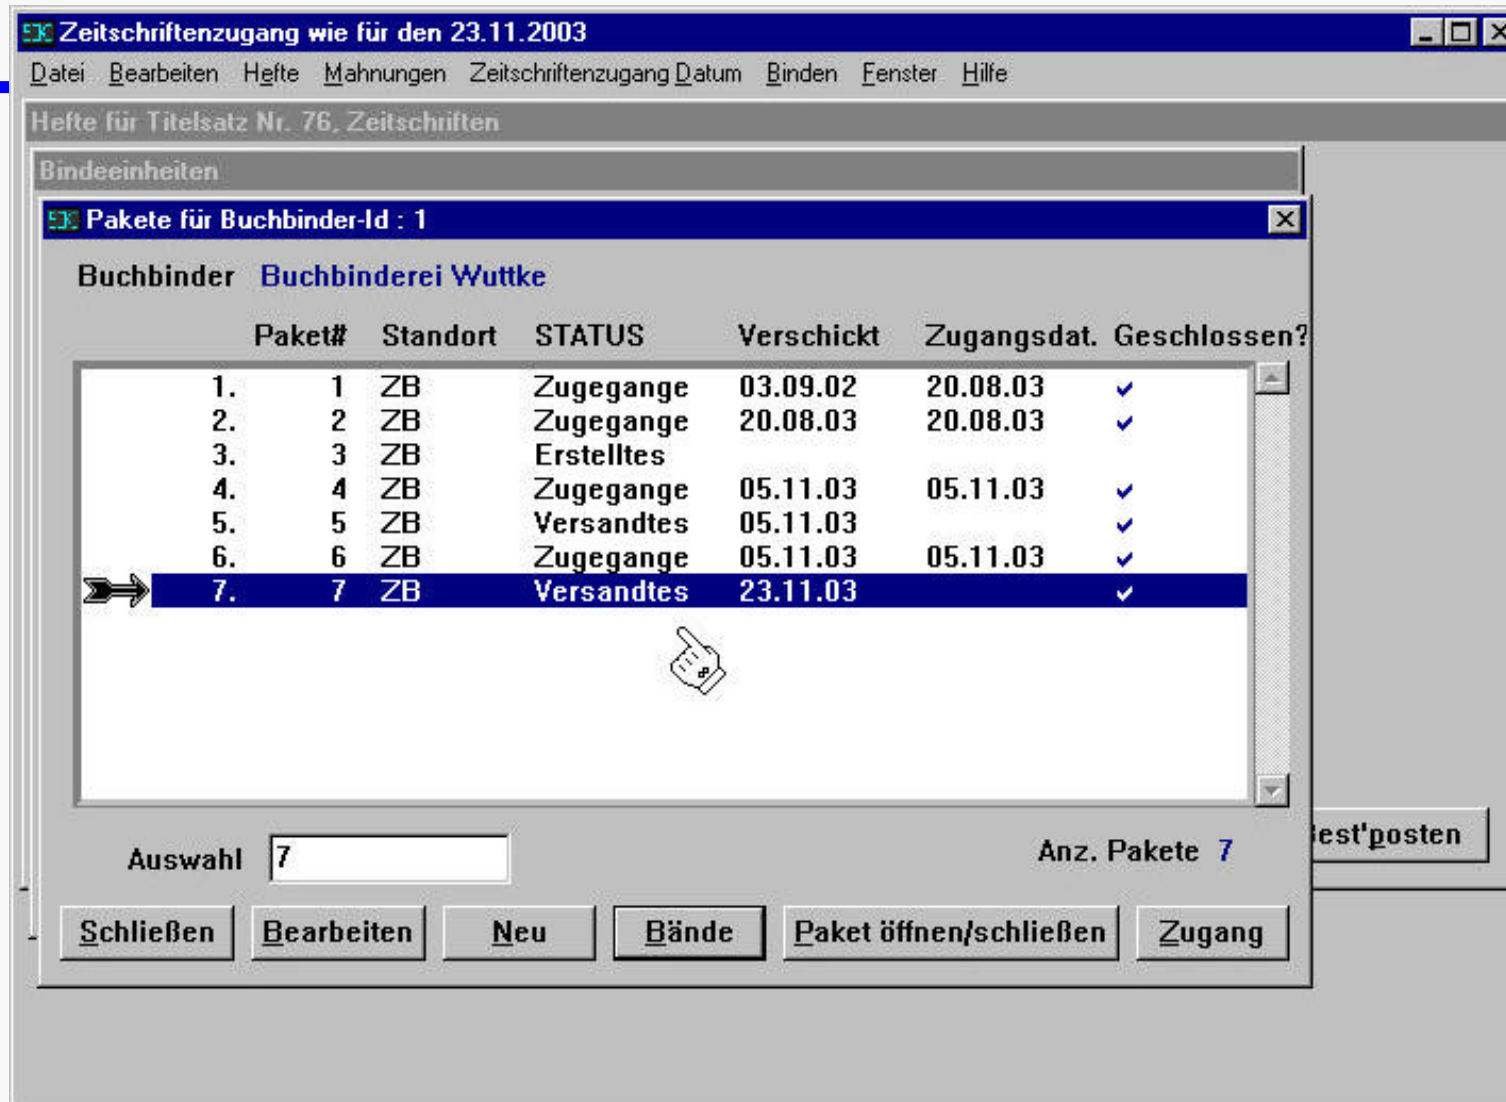 Zeitschriftenzugang wie für den 23.11.2003
Datei Bearbeiten Hefte Mahnungen Zeitschriftenzugang Datum Binden Fenster Hilfe
Hefte für Titelsatz Nr. 76, Zeitschriften
Bindeeinheiten
Pakete für Buchbinder-Id : 1
Buchbinder Buchbinderei Wuttke
Paket# Standort STATUS Verschickt Zugangsdat. Geschlossen?
1. 1 ZB Zugegange 03.09.02 20.08.03 ✓
2. 2 ZB Zugegange 20.08.03 20.08.03 ✓
3. 3 ZB Erstelltes
4. 4 ZB Zugegange 05.11.03 05.11.03 ✓
5. 5 ZB Versandtes 05.11.03 ✓
6. 6 ZB Zugegange 05.11.03 05.11.03 ✓
7. 7 ZB Versandtes 23.11.03 ✓
Auswahl 7 Anz. Pakete 7
est'posten
Schließen Bearbeiten Neu Bände Paket öffnen/schließen Zugang